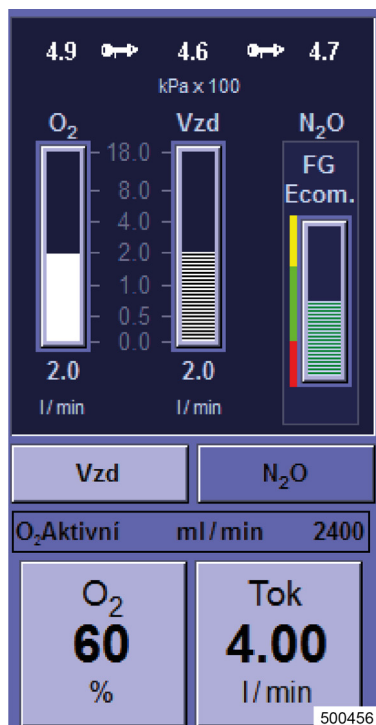 4.9 4.6 4.7
kPa x 100
O₂ Vzd N₂O
FG
Ecom.
18.0
8.0
4.0
2.0
1.0
0.5
0.0
2.0 2.0
l/min l/min
Vzd N₂O
O₂Aktivní ml/min 2400
O₂ Tok
60 4.00
% l/min
500456